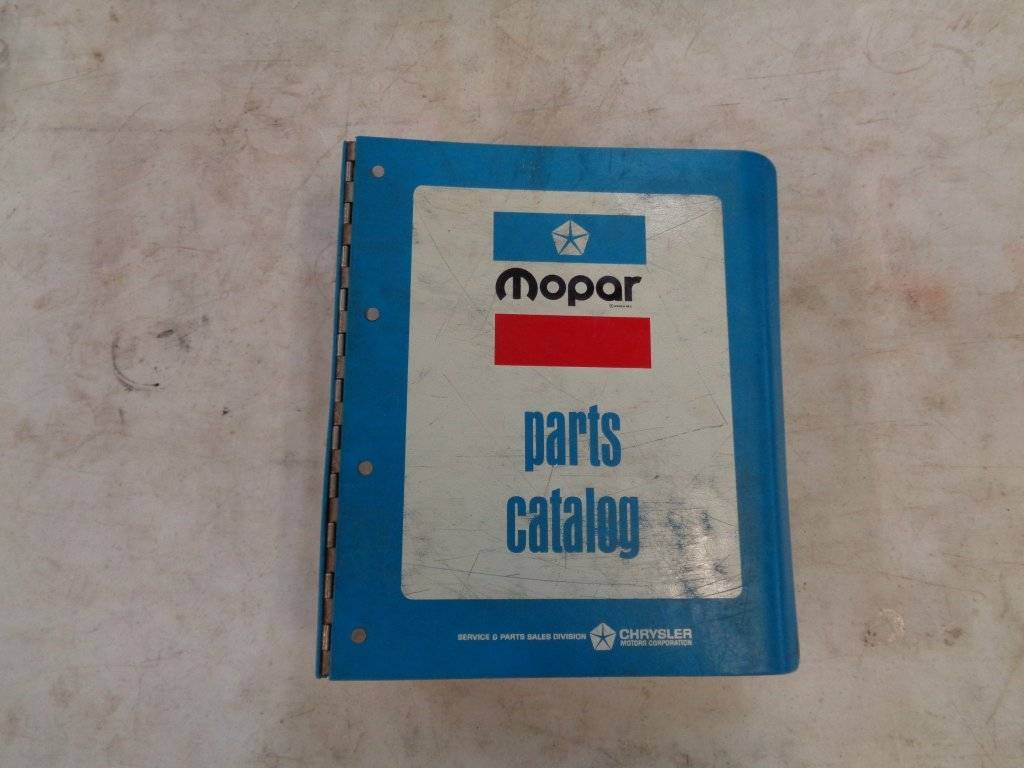 mopar
parts
catalog
SERVICE & PARTS SALES DIVISION
CHRYSLER
MOTORS CORPORATION